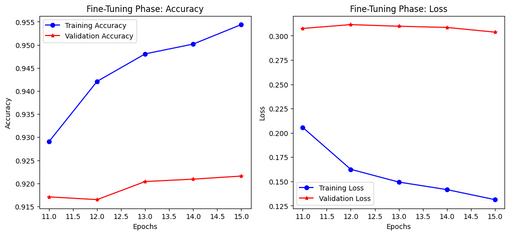 Fine-Tuning Phase: Accuracy
0.955
0.950
0.945
0.940
0.935
0.930
0.925
0.920
0.915
Accuracy
Training Accuracy
Validation Accuracy
11.0 11.5 12.0 12.5 13.0 13.5 14.0 14.5 15.0
Epochs
Fine-Tuning Phase: Loss
0.300
0.275
0.250
0.225
0.200
0.175
0.150
0.125
Loss
Training Loss
Validation Loss
11.0 11.5 12.0 12.5 13.0 13.5 14.0 14.5 15.0
Epochs